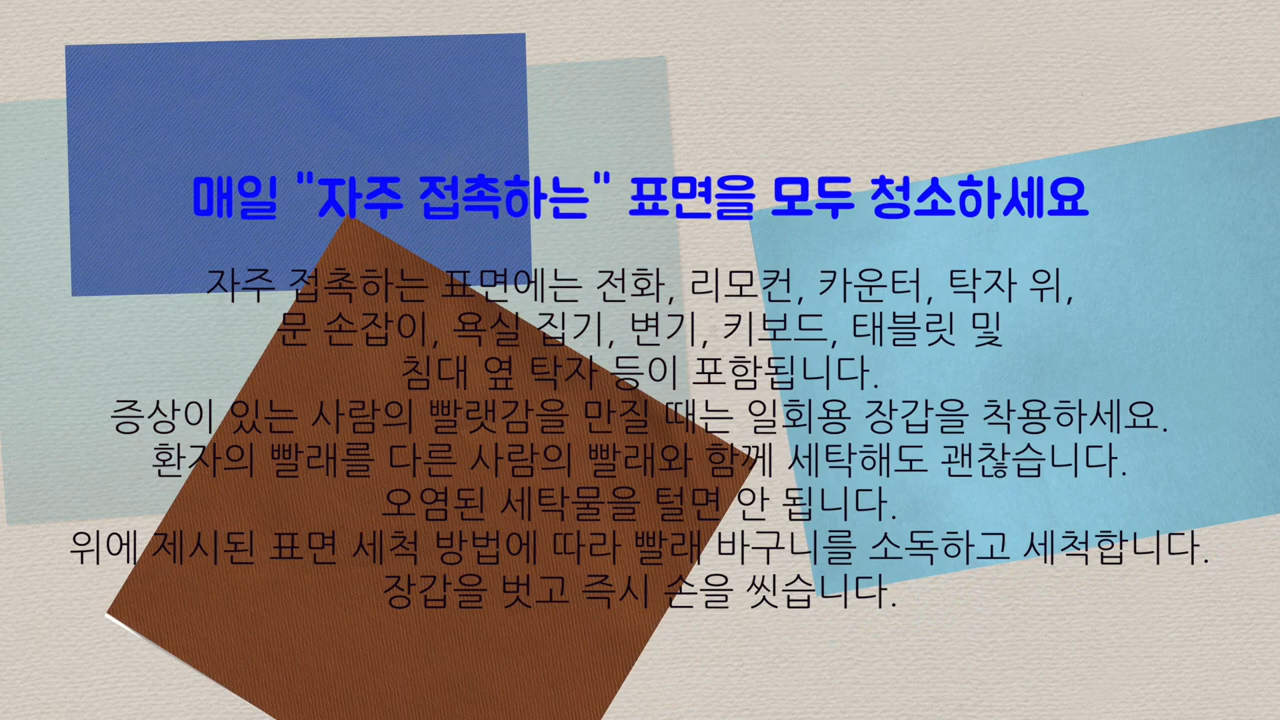 매일 "자주 접촉하는" 표면을 모두 청소하세요
자주 접촉하는 표면에는 전화, 리모컨, 카운터, 탁자 위,
문 손잡이, 욕실 집기, 변기, 키보드, 태블릿 및
침대 옆 탁자 등이 포함됩니다.
증상이 있는 사람의 빨랫감을 만질 때는 일회용 장갑을 착용하세요.
환자의 빨래를 다른 사람의 빨래와 함께 세탁해도 괜찮습니다.
오염된 세탁물을 털면 안 됩니다.
위에 제시된 표면 세척 방법에 따라 빨래 바구니를 소독하고 세척합니다.
장갑을 벗고 즉시 손을 씻습니다.